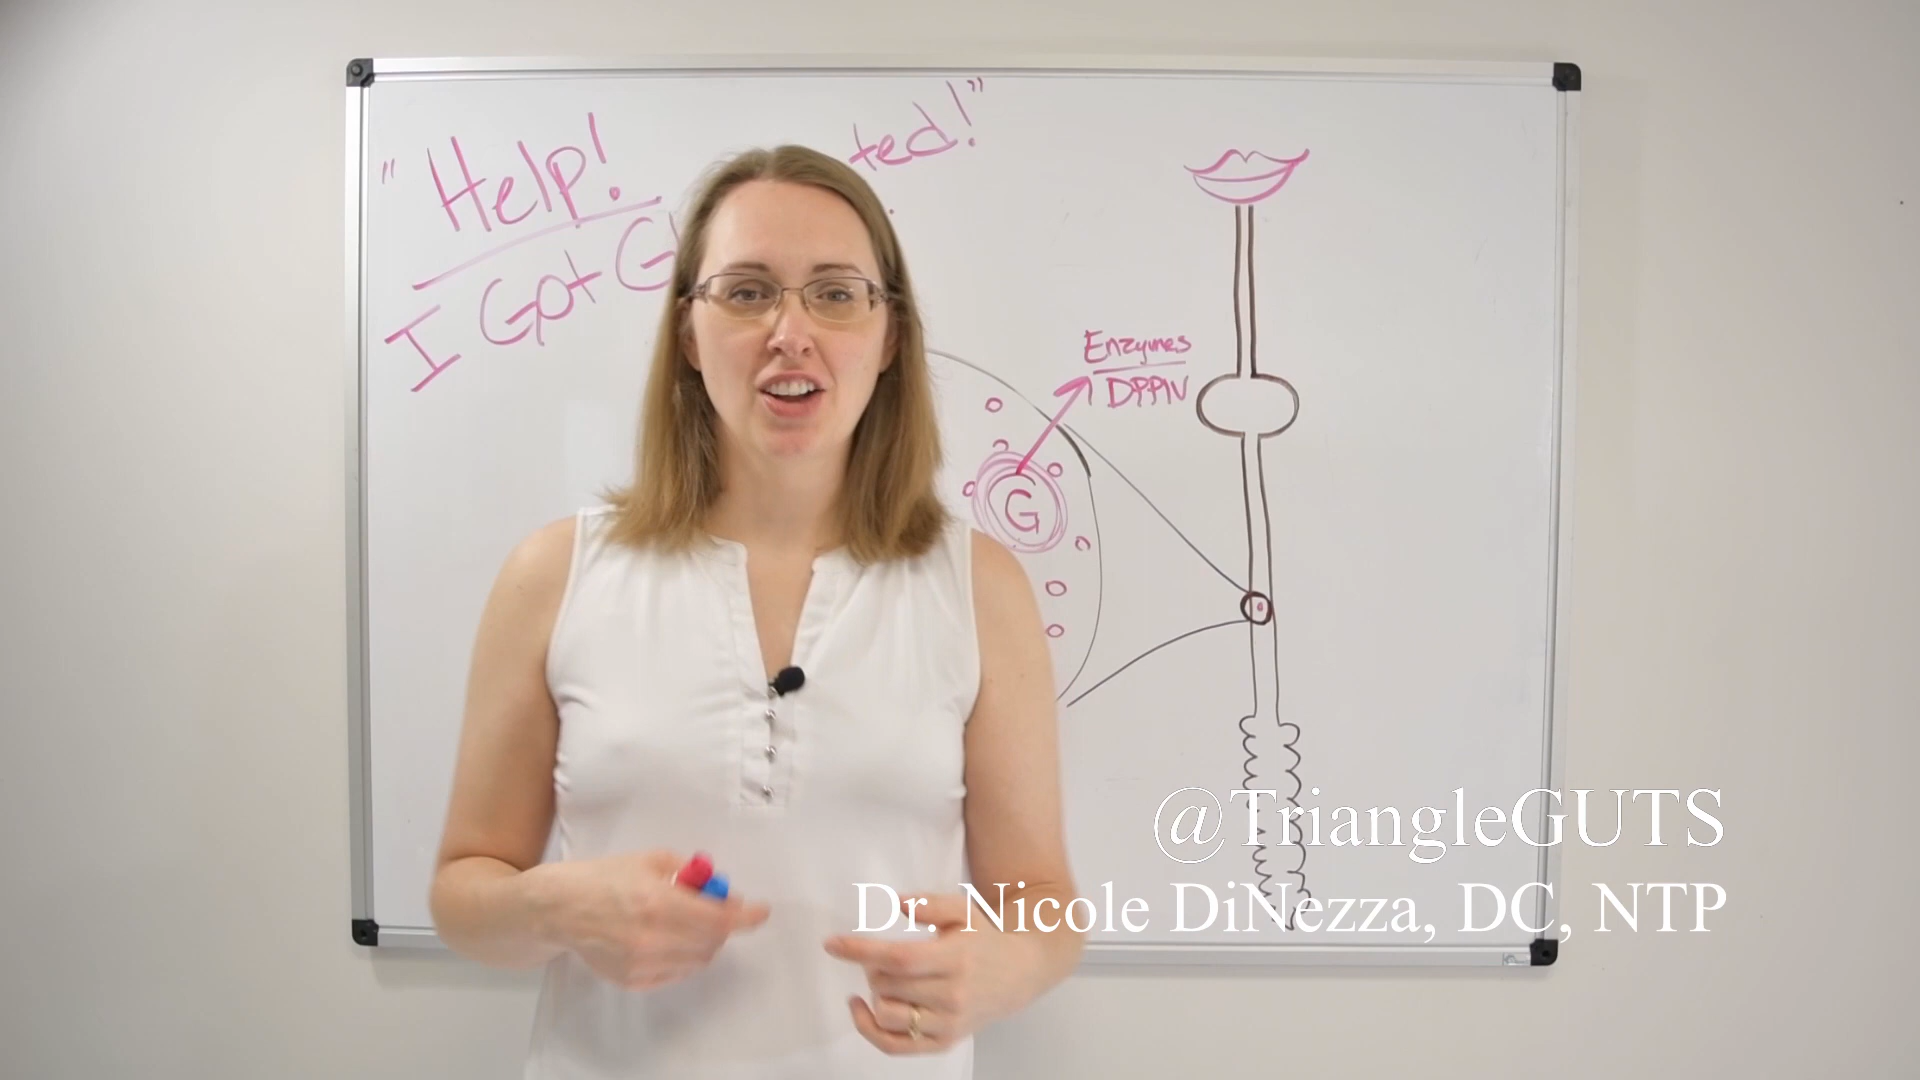 "Help!
I Got G ted!"
Enzymes
DPPIV
G
@TriangleGUTS
Dr. Nicole DiNezza, DC, NTP